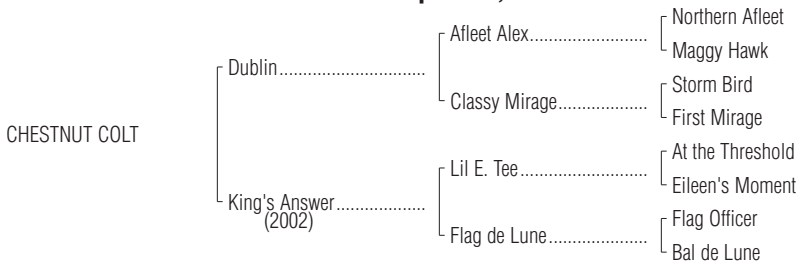 Northern Afleet
Afleet Alex..............................
Maggy Hawk
Dublin.....................................
Storm Bird
Classy Mirage.......................
First Mirage
CHESTNUT COLT
At the Threshold
Lil E. Tee.................................
Eileen's Moment
King's Answer.......................
(2002)
Flag Officer
Flag de Lune.........................
Bal de Lune